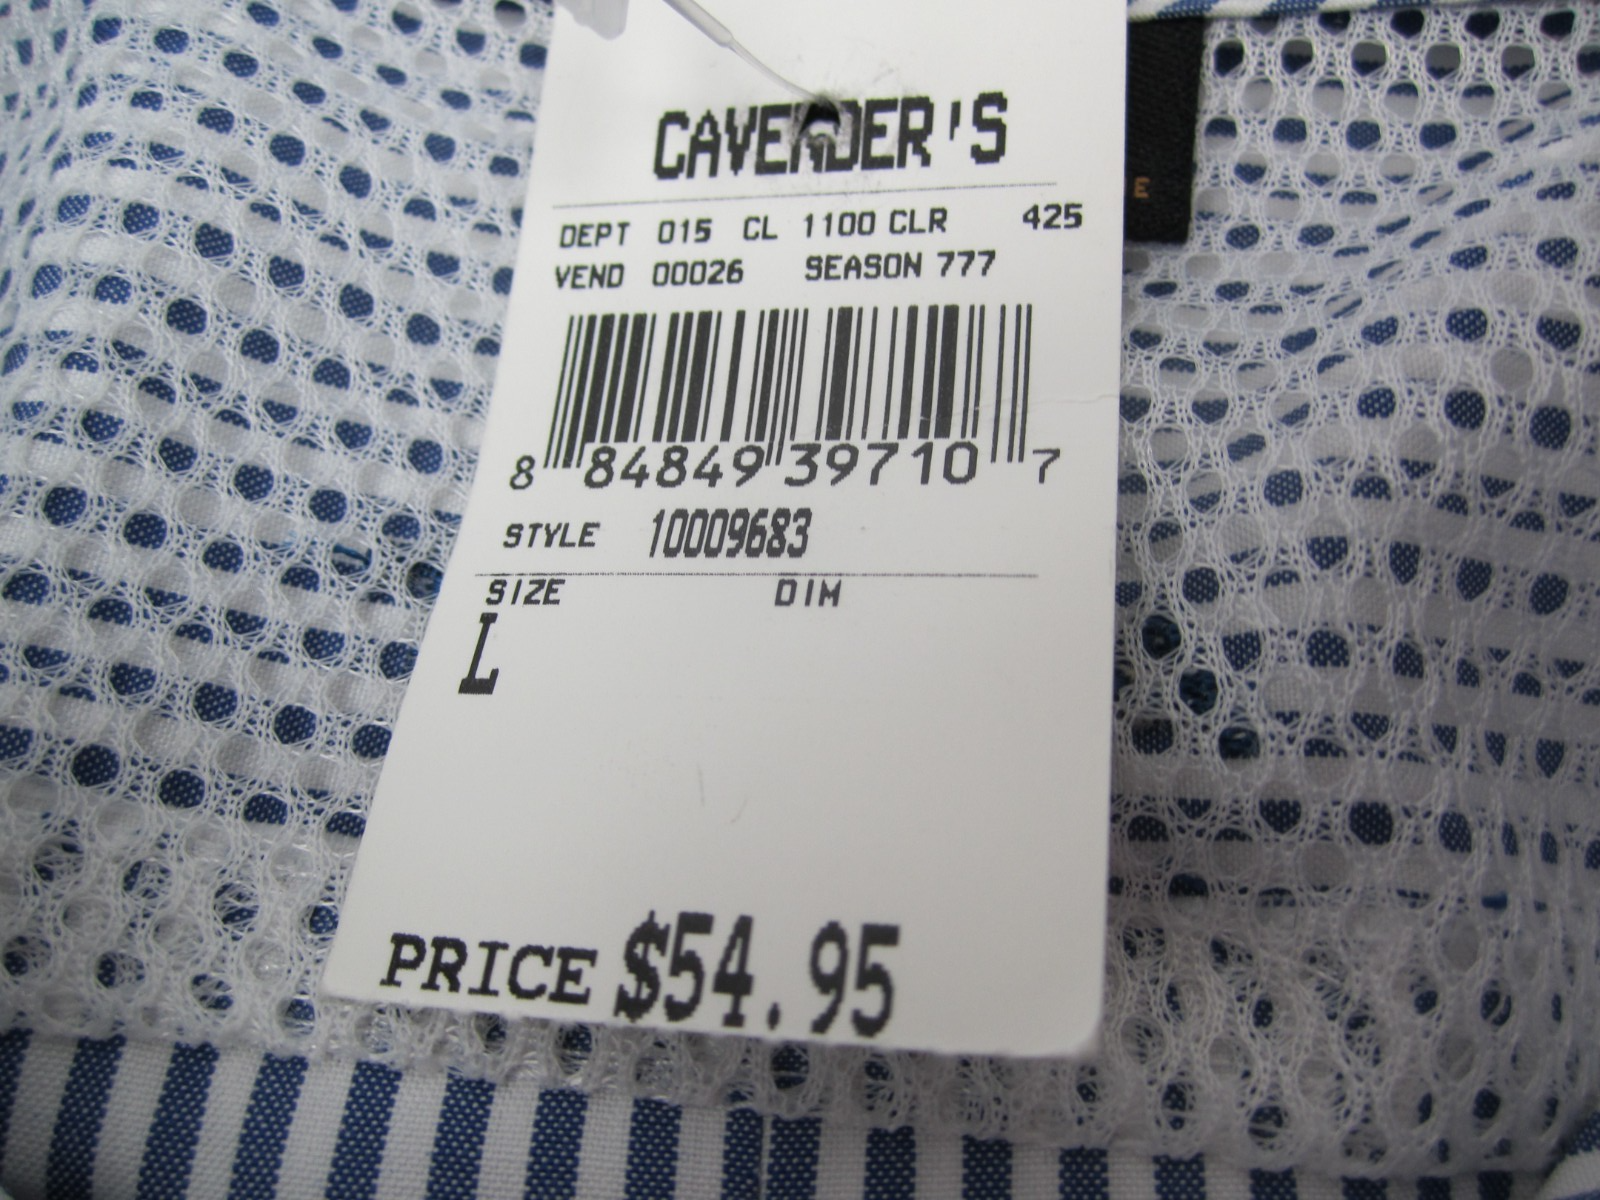 CAVENDER'S
DEPT 015 CL 1100 CLR 425
VEND 00026 SEASON 777
8 84849 39710 7
STYLE 10009683
SIZE DIM
L
PRICE $54.95
E